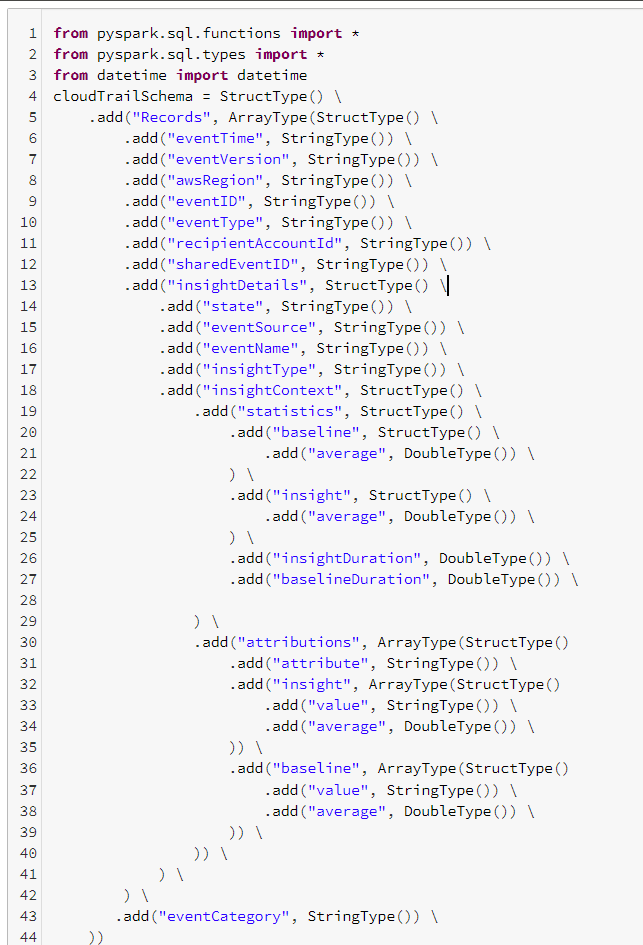 1 from pyspark.sql.functions import *
2 from pyspark.sql.types import *
3 from datetime import datetime
4 cloudTrailSchema = StructType() \
5     .add("Records", ArrayType(StructType() \
6         .add("eventTime", StringType()) \
7         .add("eventVersion", StringType()) \
8         .add("awsRegion", StringType()) \
9         .add("eventID", StringType()) \
10         .add("eventType", StringType()) \
11         .add("recipientAccountId", StringType()) \
12         .add("sharedEventID", StringType()) \
13         .add("insightDetails", StructType() \
14             .add("state", StringType()) \
15             .add("eventSource", StringType()) \
16             .add("eventName", StringType()) \
17             .add("insightType", StringType()) \
18             .add("insightContext", StructType() \
19                 .add("statistics", StructType() \
20                     .add("baseline", StructType() \
21                         .add("average", DoubleType()) \
22                     ) \
23                     .add("insight", StructType() \
24                         .add("average", DoubleType()) \
25                     ) \
26                     .add("insightDuration", DoubleType()) \
27                     .add("baselineDuration", DoubleType()) \
28
29                 ) \
30                 .add("attributions", ArrayType(StructType()
31                     .add("attribute", StringType()) \
32                     .add("insight", ArrayType(StructType()
33                         .add("value", StringType()) \
34                         .add("average", DoubleType()) \
35                     )) \
36                     .add("baseline", ArrayType(StructType()
37                         .add("value", StringType()) \
38                         .add("average", DoubleType()) \
39                     )) \
40                 )) \
41             ) \
42         ) \
43        .add("eventCategory", StringType()) \
44     ))